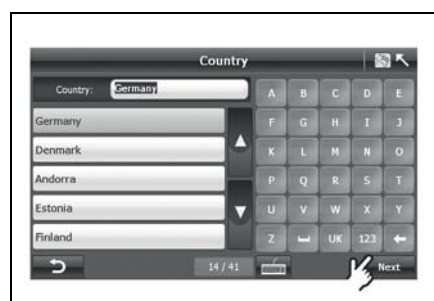 Country
Country: Germany
A B C D E
Germany
F G H I J
Denmark
K L M N O
Andorra
P Q R S T
Estonia
U V W X Y
Finland
Z UK 123
14 / 41
Next